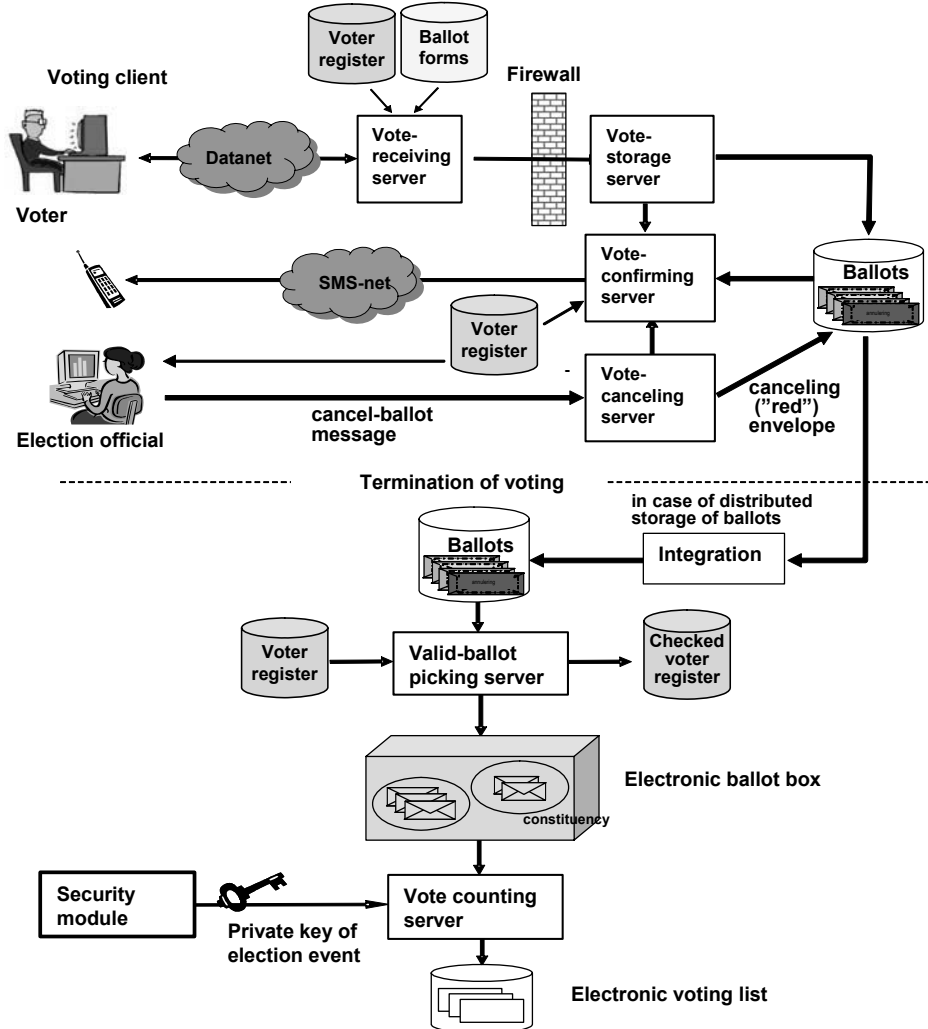 Voter
register
Ballot
forms
Voting client
Firewall
Datanet
Vote-
receiving
server
Vote-
storage
server
Voter
SMS-net
Vote-
confirming
server
Ballots
annulering
Voter
register
Vote-
canceling
server
-
canceling
("red")
envelope
cancel-ballot
message
Election official
Termination of voting
in case of distributed
storage of ballots
Ballots
annulering
Integration
Voter
register
Valid-ballot
picking server
Checked
voter
register
Electronic ballot box
constituency
Security
module
Private key of
election event
Vote counting
server
Electronic voting list